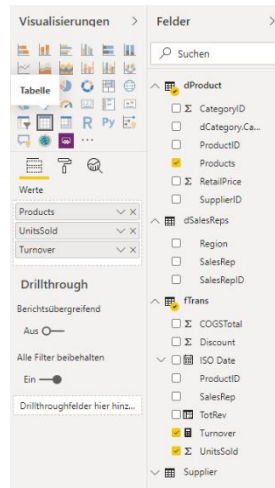 Visualisierungen
Tabelle
R Py
Werte
Products
UnitsSold
Turnover
Drillthrough
Berichtsübergreifend
Aus
Alle Filter beibehalten
Ein
Drillthroughfelder hier hinz...
Felder
Suchen
dProduct
Σ CategoryID
dCategory.Ca...
ProductID
Products
Σ RetailPrice
SupplierID
dSalesReps
Region
SalesRep
SalesRepID
fTrans
Σ COGSTotal
Σ Discount
ISO Date
ProductID
SalesRep
TotRev
Turnover
Σ UnitsSold
Supplier